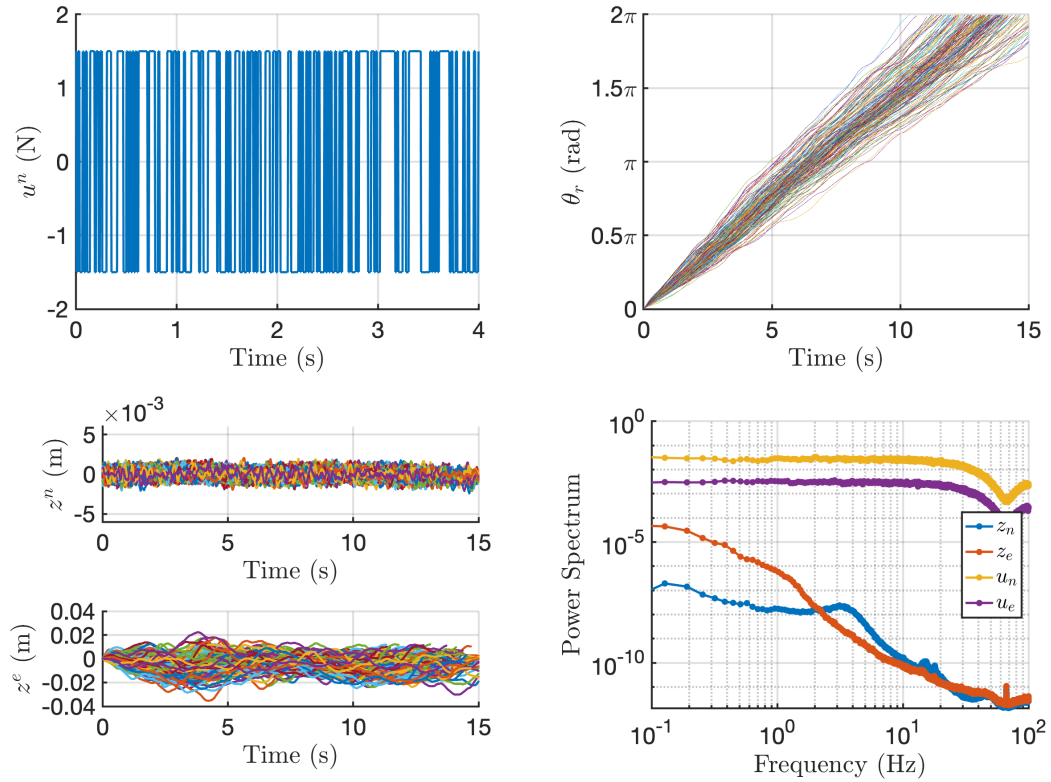 2
1
0
-1
-2
u^n (N)
0 1 2 3 4
Time (s)
2π
1.5π
π
0.5π
0
θ_r (rad)
0 5 10 15
Time (s)
×10^-3
5
0
-5
z^n (m)
0 5 10 15
Time (s)
0.04
0.02
0
-0.02
-0.04
z^e (m)
0 5 10 15
Time (s)
10^0
10^-5
10^-10
Power Spectrum
z_n
z_e
u_n
u_e
10^-1 10^0 10^1 10^2
Frequency (Hz)